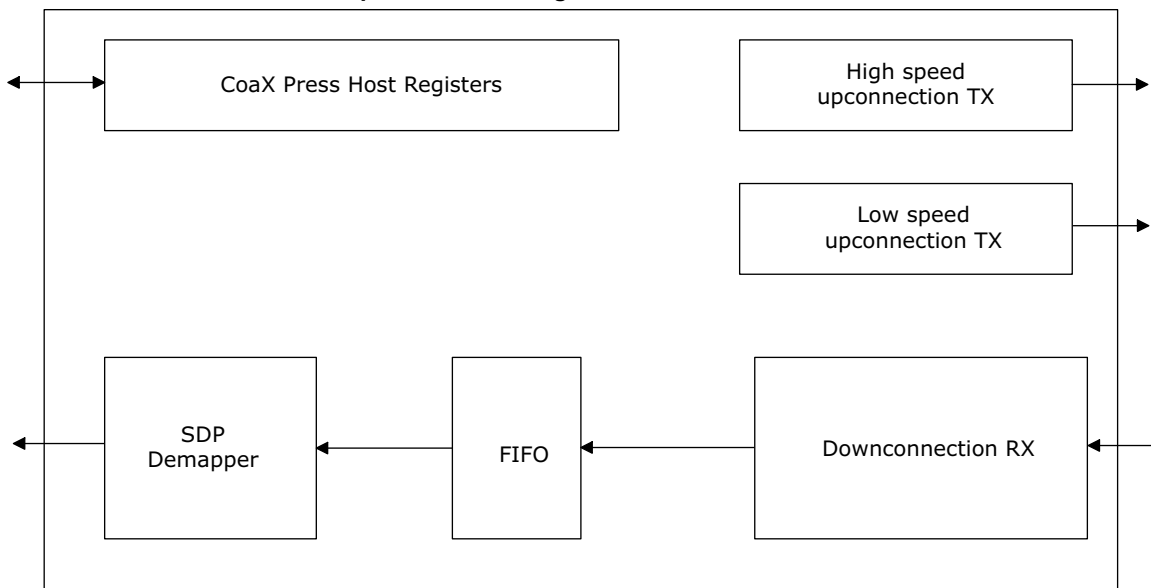 CoaX Press Host Registers
High speed
upconnection TX
Low speed
upconnection TX
SDP
Demapper
FIFO
Downconnection RX